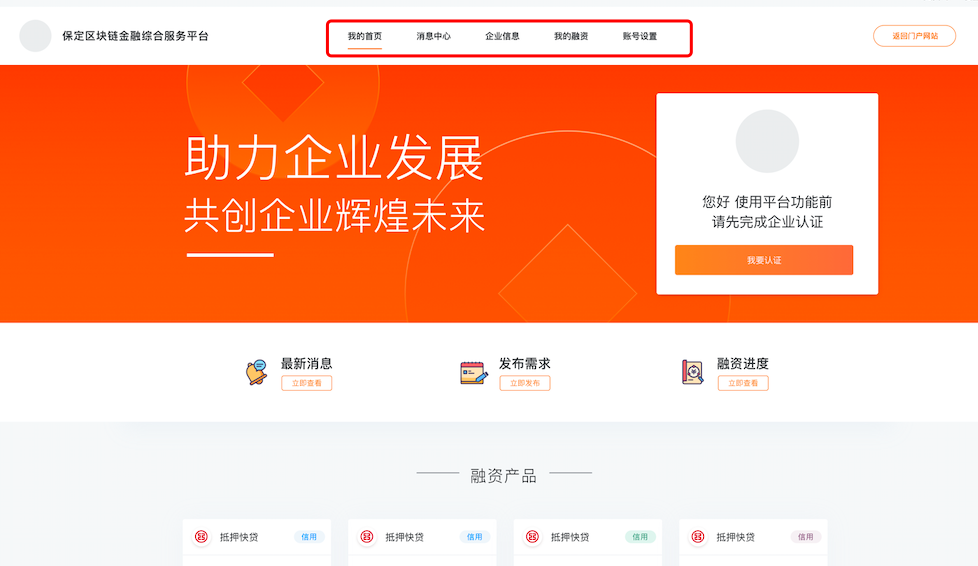 保定区块链金融综合服务平台
我的首页 消息中心 企业信息 我的融资 账号设置
返回门户网站
助力企业发展
共创企业辉煌未来
您好 使用平台功能前
请先完成企业认证
我要认证
最新消息
立即查看
发布需求
立即发布
融资进度
立即查看
融资产品
抵押快贷 信用
抵押快贷 信用
抵押快贷 信用
抵押快贷 信用